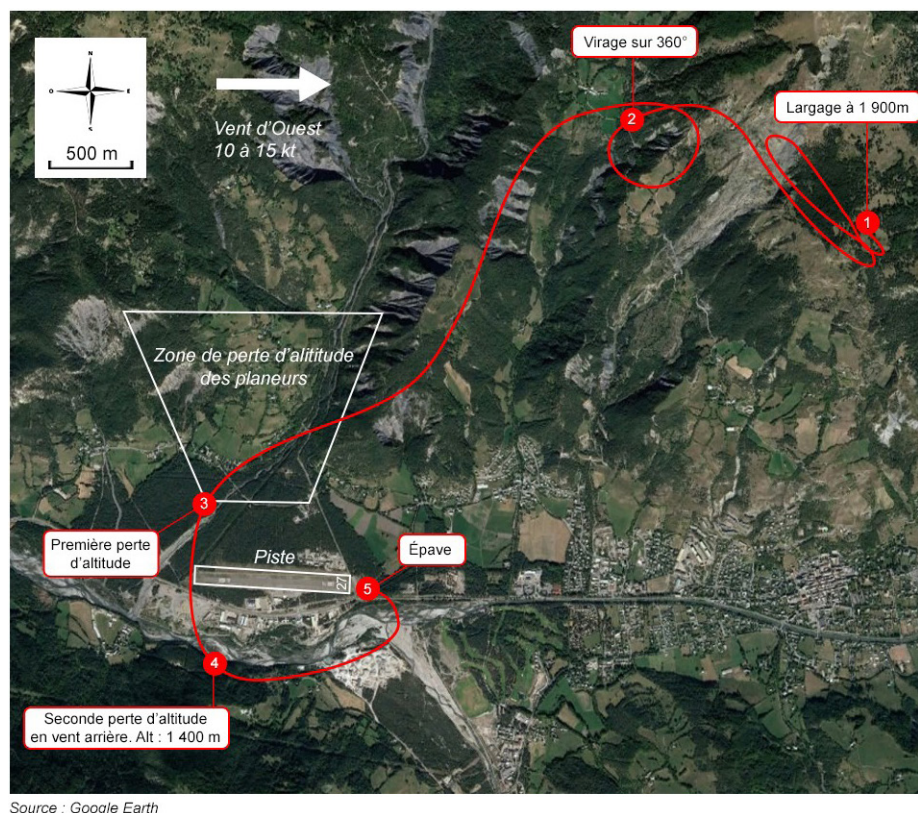 N
O
E
S
500 m
Vent d'Ouest
10 à 15 kt
Virage sur 360°
2
Largage à 1 900m
1
Zone de perte d'alititude
des planeurs
3
Première perte
d'altitude
Piste
27
Épave
5
4
Seconde perte d'altitude
en vent arrière. Alt : 1 400 m
Source : Google Earth